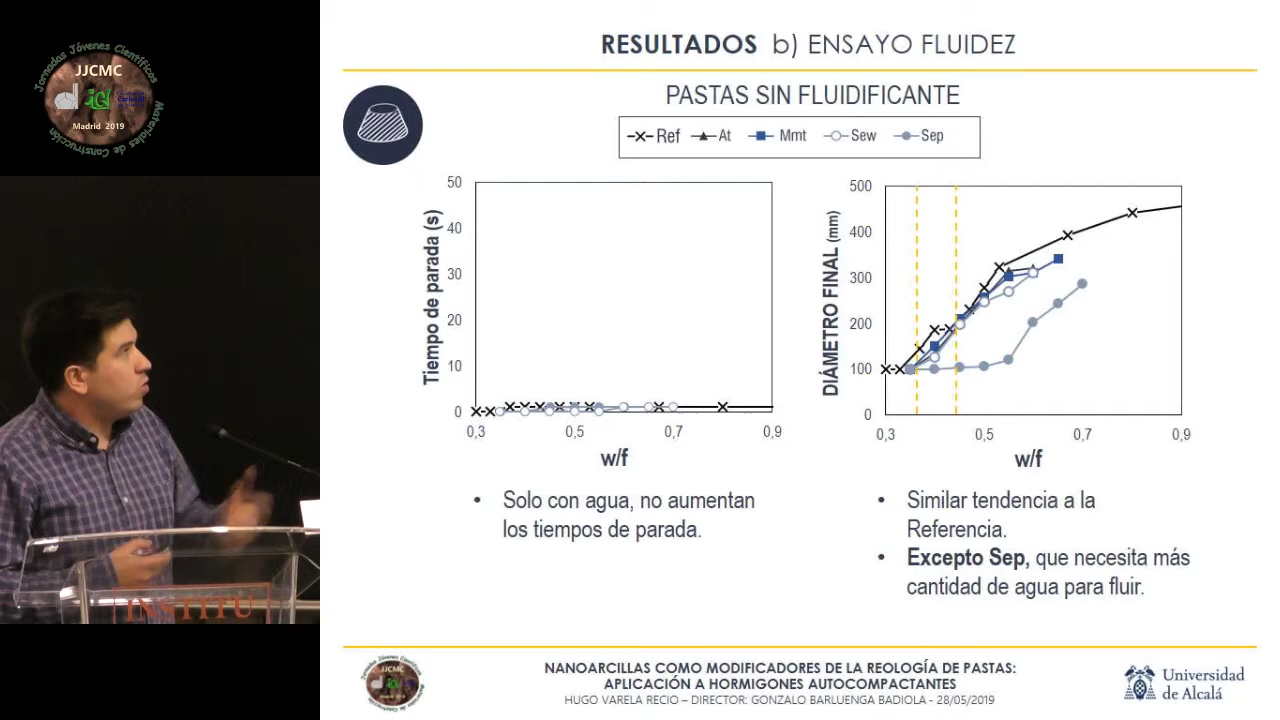 Jornadas Jóvenes Científicos
JJCMC
Madrid 2019
Materiales de Construcción
RESULTADOS b) ENSAYO FLUIDEZ
PASTAS SIN FLUIDIFICANTE
Ref At Mmt Sew Sep
Tiempo de parada (s)
50
40
30
20
10
0
0,3 0,5 0,7 0,9
w/f
DIÁMETRO FINAL (mm)
500
400
300
200
100
0
0,3 0,5 0,7 0,9
w/f
• Solo con agua, no aumentan
los tiempos de parada.
• Similar tendencia a la
Referencia.
• Excepto Sep, que necesita más
cantidad de agua para fluir.
INSTITU
JJCMC
NANOARCILLAS COMO MODIFICADORES DE LA REOLOGÍA DE PASTAS:
APLICACIÓN A HORMIGONES AUTOCOMPACTANTES
HUGO VARELA RECIO – DIRECTOR: GONZALO BARLUENGA BADIOLA - 28/05/2019
Universidad
de Alcalá